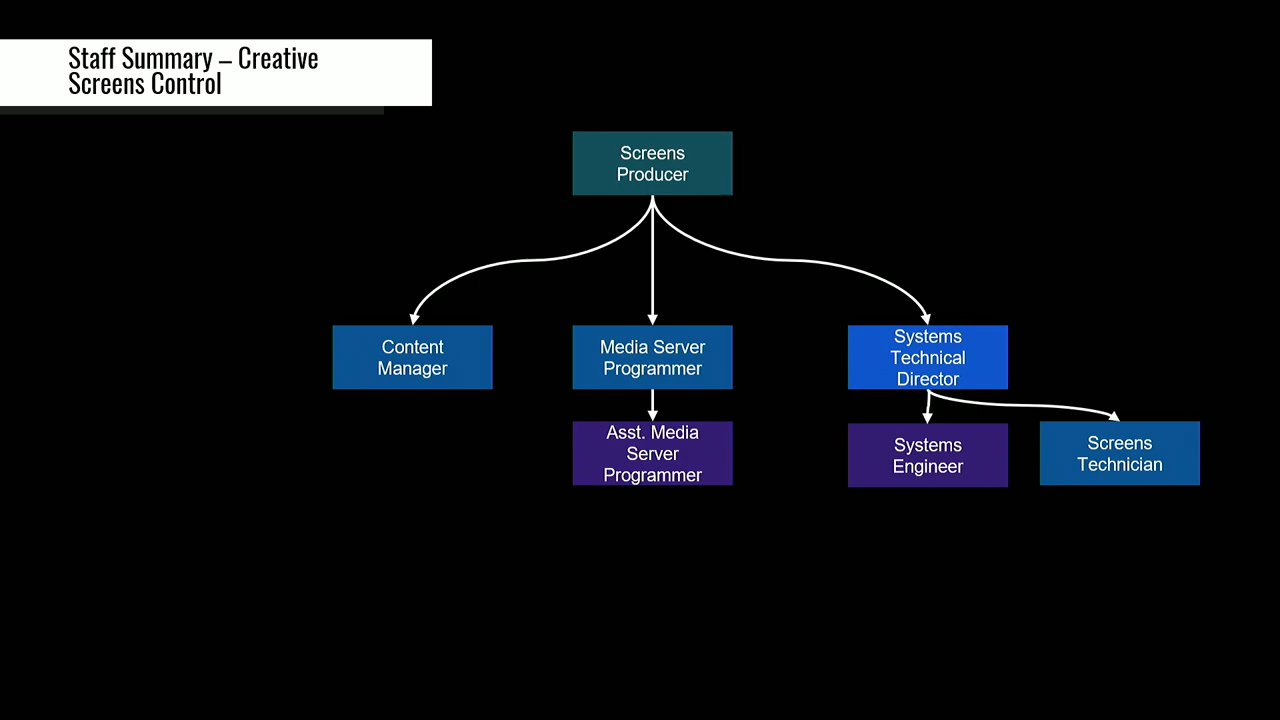 Staff Summary – Creative
Screens Control
Screens
Producer
Content
Manager
Media Server
Programmer
Systems
Technical
Director
Asst. Media
Server
Programmer
Systems
Engineer
Screens
Technician